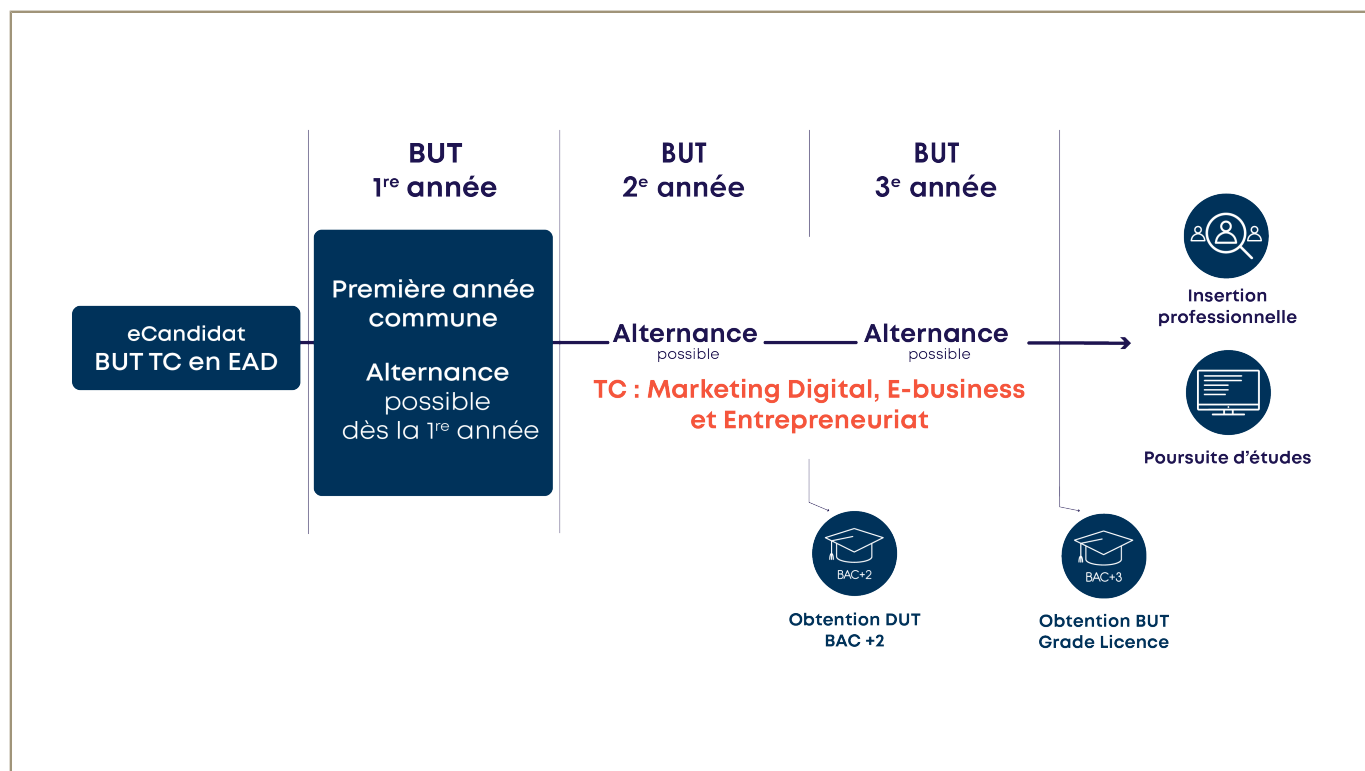 BUT
1re année
BUT
2e année
BUT
3e année
eCandidat
BUT TC en EAD
Première année
commune
Alternance
possible
dès la 1re année
Alternance
possible
Alternance
possible
TC : Marketing Digital, E-business
et Entrepreneuriat
Insertion
professionnelle
Poursuite d'études
BAC+2
Obtention DUT
BAC +2
BAC+3
Obtention BUT
Grade Licence